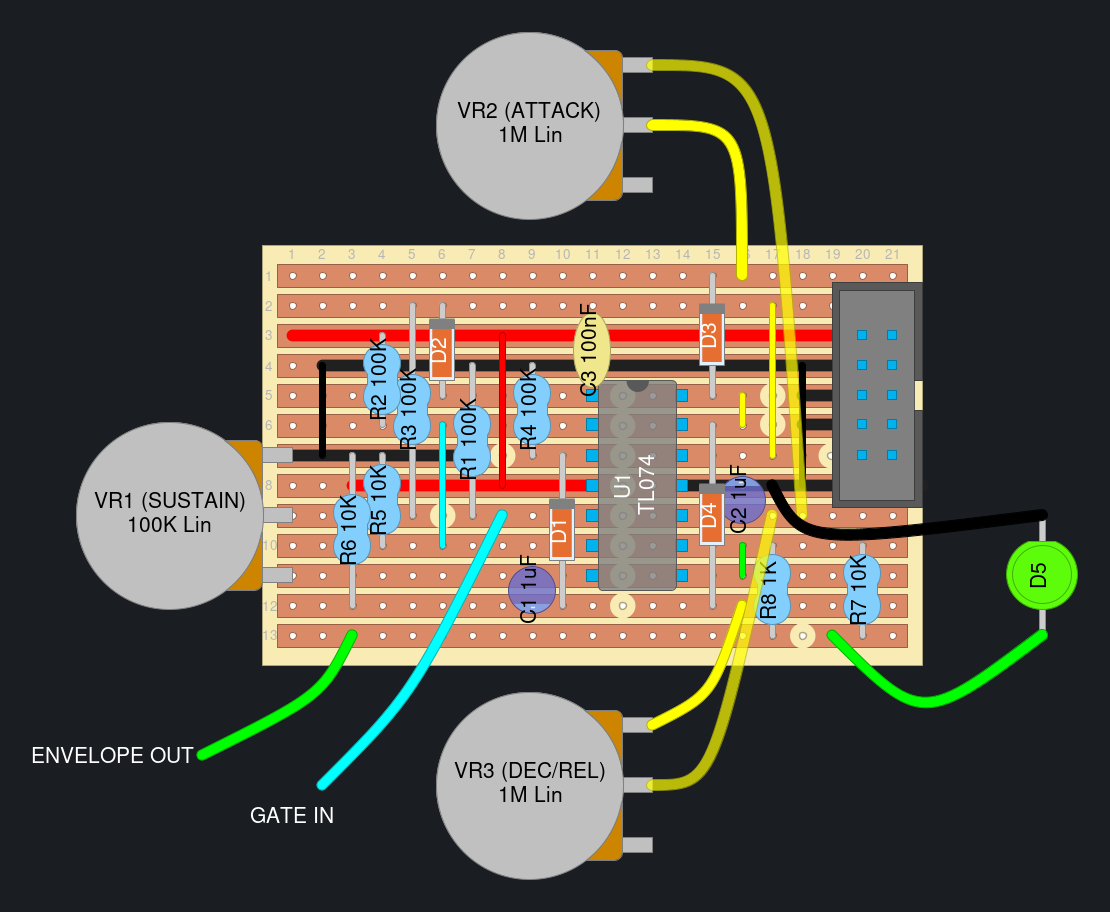 VR2 (ATTACK)
1M Lin
1 2 3 4 5 6 7 8 9 10 11 12 13 14 15 17 18 19 20 21
1
2
3
4
5
6
8
10
12
13
R2 100K
R3 100K
D2
R1 100K
R4 100K
C3 100nF
D3
U1
TL074
VR1 (SUSTAIN)
100K Lin
R6 10K
R5 10K
D1
C1 1uF
D4
C2 1uF
R8 1K
R7 10K
D5
VR3 (DEC/REL)
1M Lin
ENVELOPE OUT
GATE IN